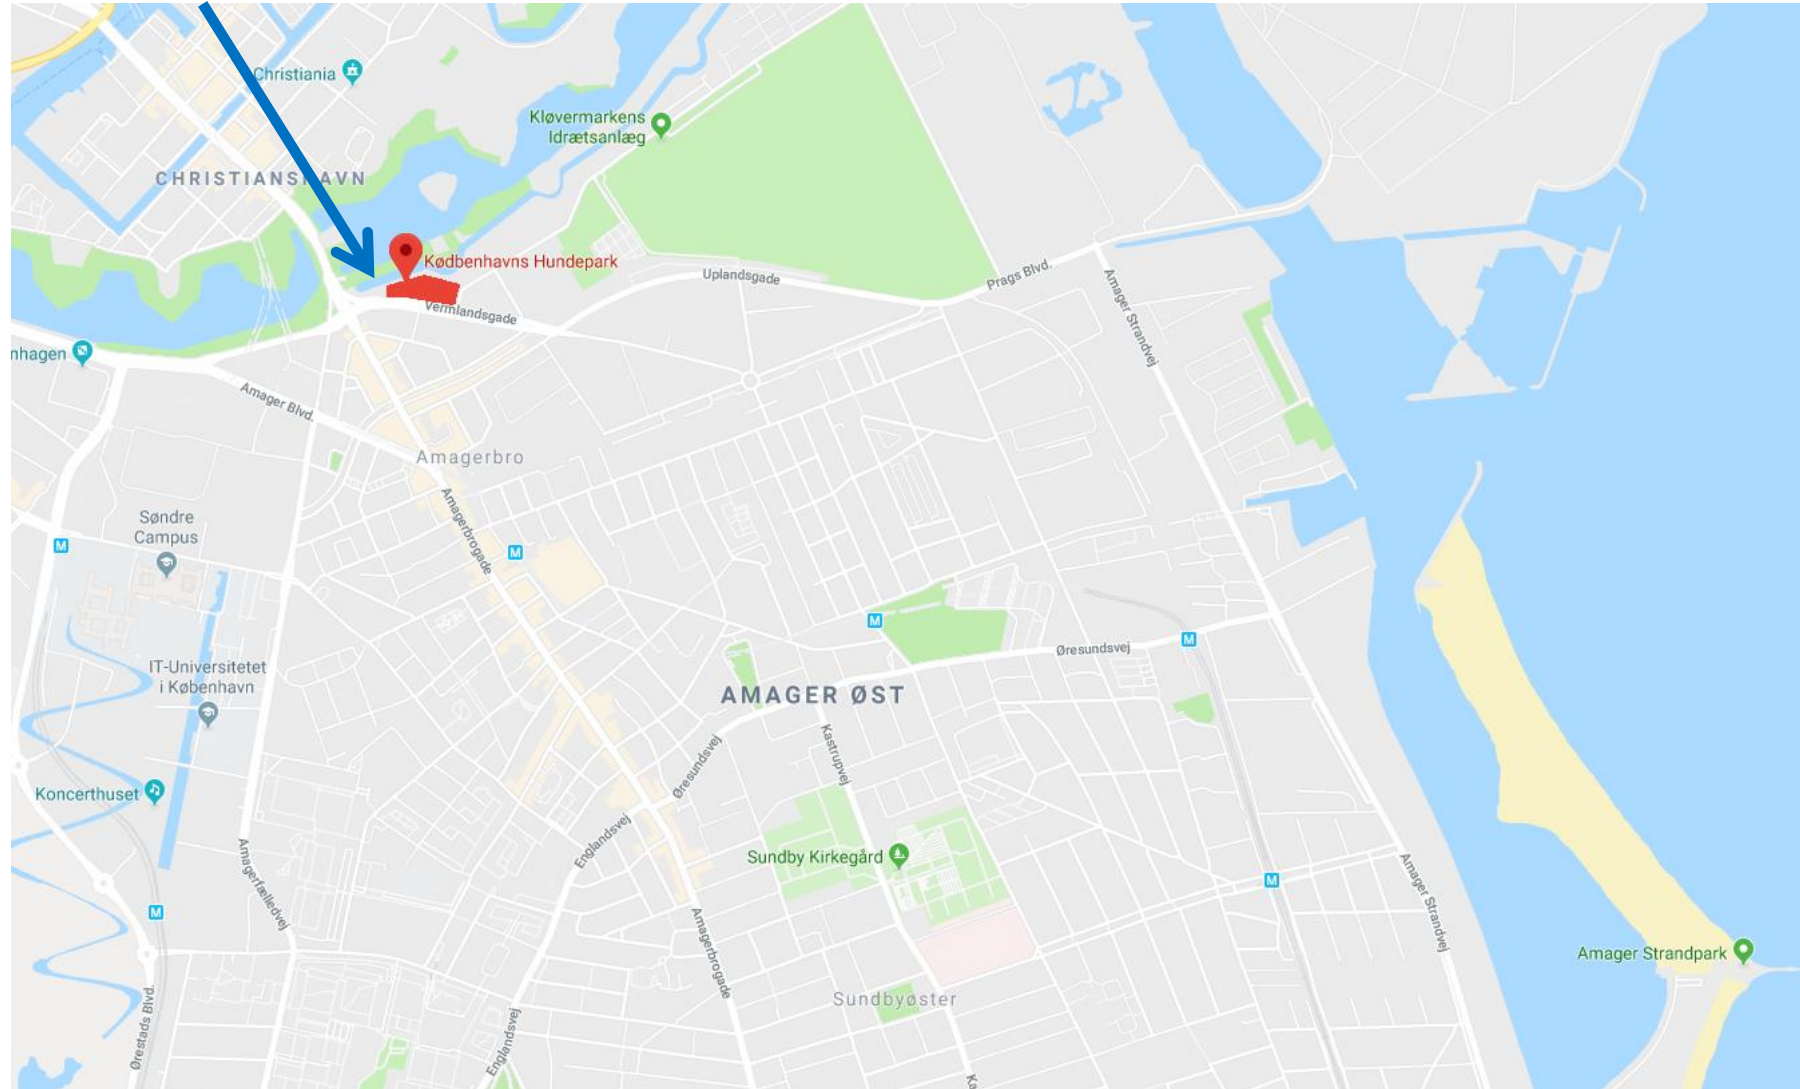 Christiania
Kløvermarkens
Idrætsanlæg
CHRISTIANSHAVN
Kødbenhavns Hundepark
Uplandsgade
Prags Blvd.
Vermlandsgade
Amager Strandvej
nhagen
Amager Blvd.
Amagerbro
Amagerbrogade
Søndre
Campus
M
M
M
M
Øresundsvej
IT-Universitetet
i København
AMAGER ØST
Kastrupvej
Øresundsvej
Koncerthuset
Englandsvej
Amagerfælledvej
Sundby Kirkegård
M
Amager Strandvej
M
Amagerbrogade
Amager Strandpark
Sundbyøster
Ørestads Blvd.
Englandsvej
Ka